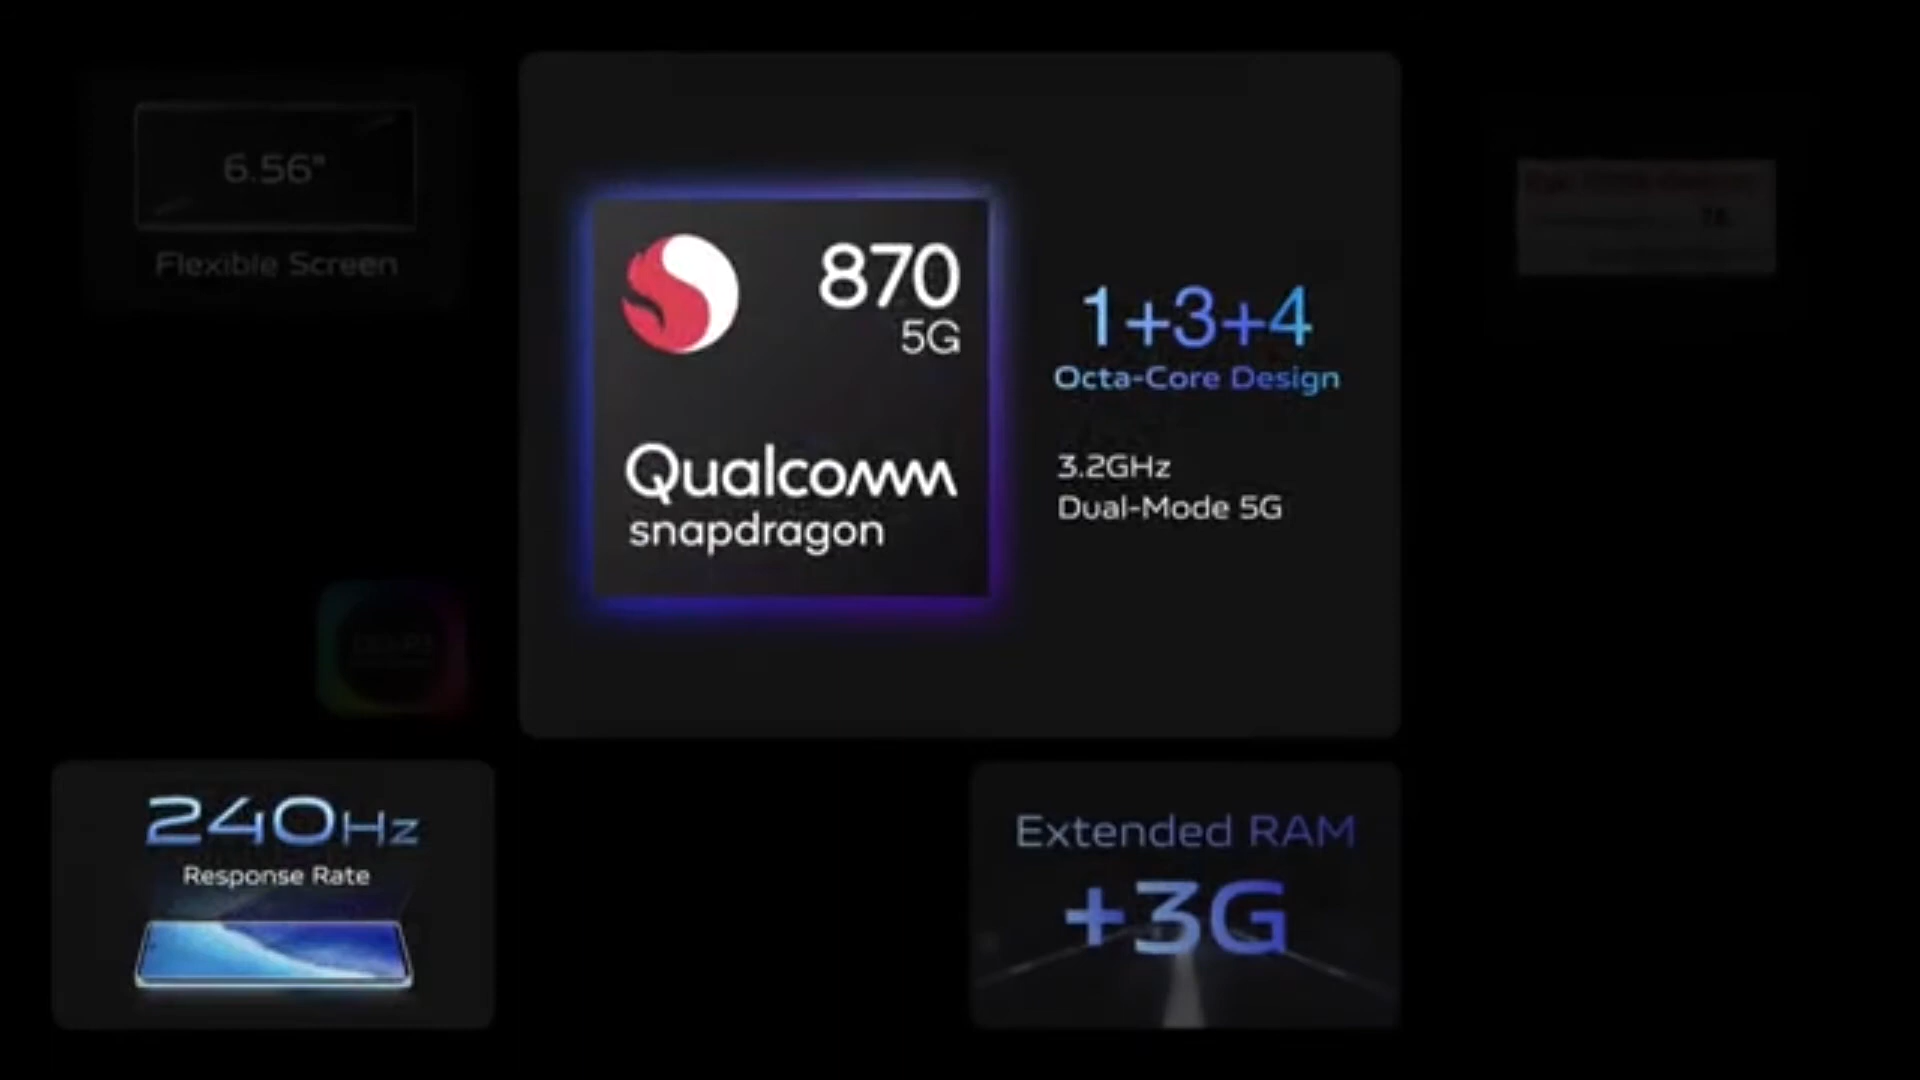 6.56"
Flexible Screen
870
5G
Qualcomm
snapdragon
1+3+4
Octa-Core Design
3.2GHz
Dual-Mode 5G
240Hz
Response Rate
Extended RAM
+3G